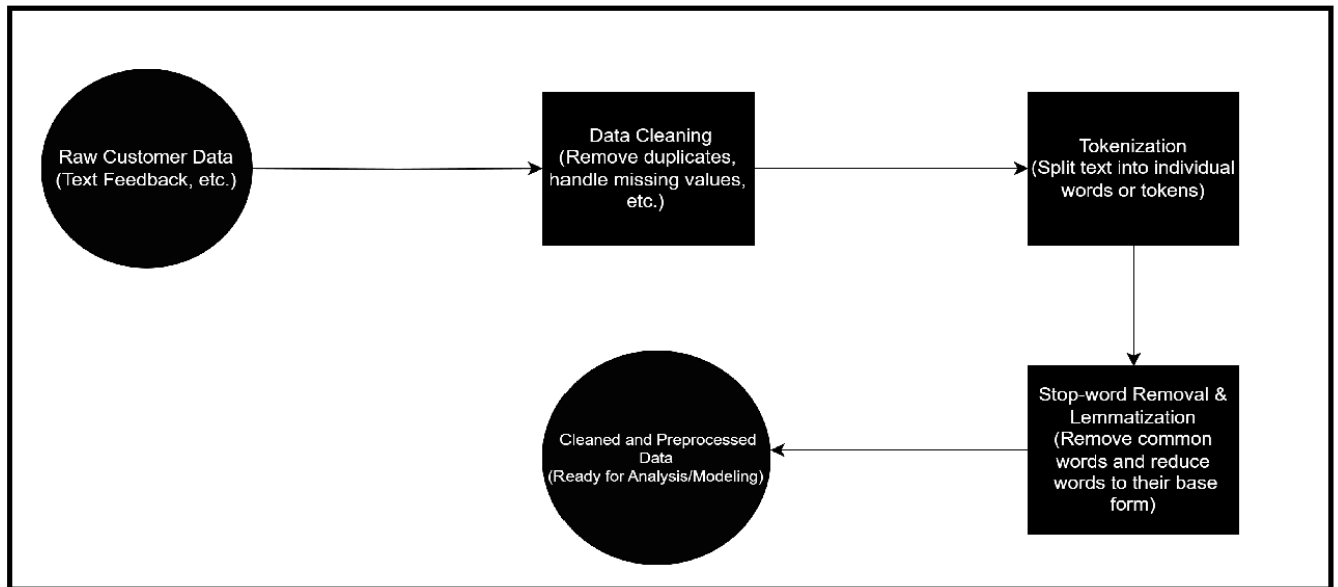 Raw Customer Data
(Text Feedback, etc.)
Data Cleaning
(Remove duplicates,
handle missing values,
etc.)
Tokenization
(Split text into individual
words or tokens)
Stop-word Removal &
Lemmatization
(Remove common
words and reduce
words to their base
form)
Cleaned and Preprocessed
Data
(Ready for Analysis/Modeling)